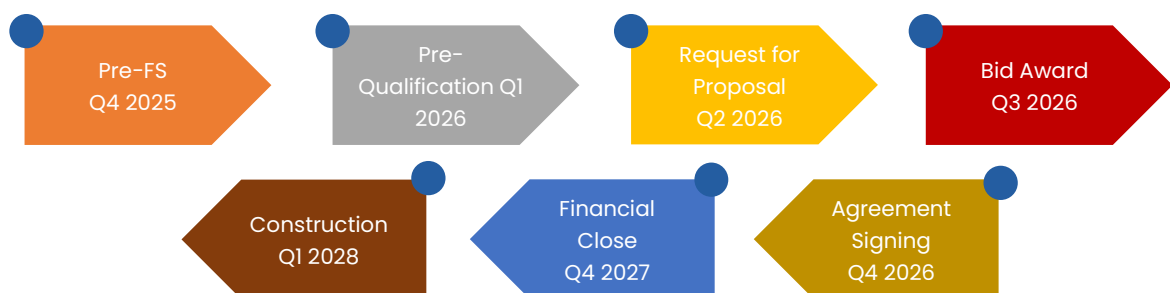 Pre-FS
Q4 2025
Pre-
Qualification Q1
2026
Request for
Proposal
Q2 2026
Bid Award
Q3 2026
Agreement
Signing
Q4 2026
Financial
Close
Q4 2027
Construction
Q1 2028